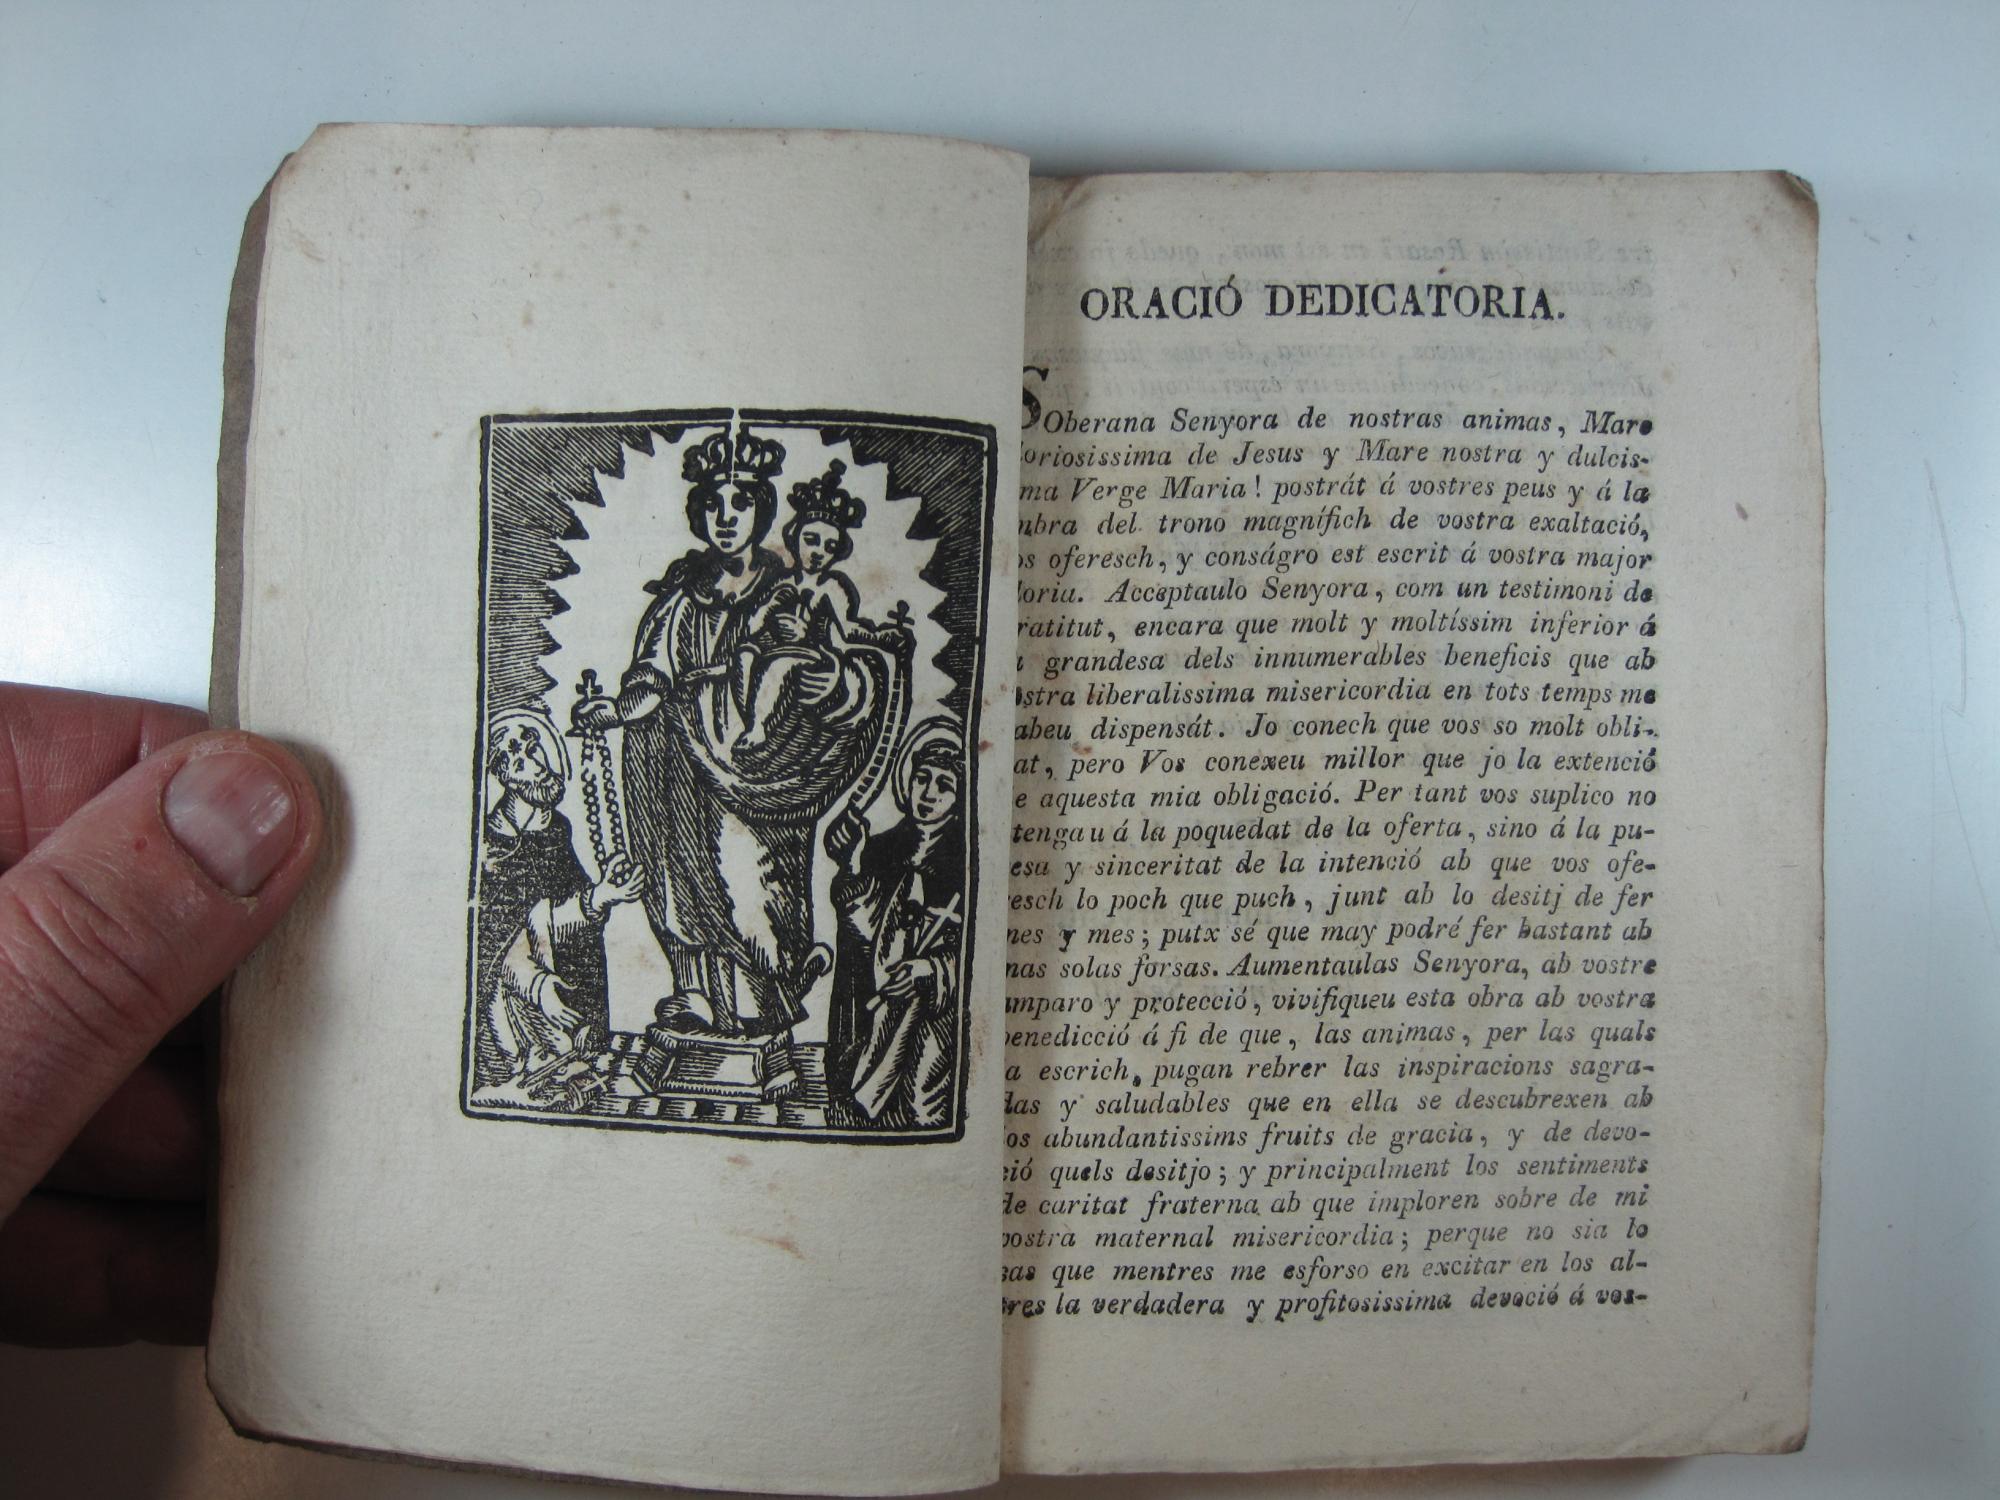 ORACIÓ DEDICATORIA.
SOberana Senyora de nostras animas, Mare
oriosissima de Jesus y Mare nostra y dulcis-
ma Verge Maria! postrát á vostres peus y á la
mbra del trono magnífich de vostra exaltació,
os oferesch, y conságro est escrit á vostra major
loria. Acceptaulo Senyora, com un testimoni de
ratitut, encara que molt y moltíssim inferior á
a grandesa dels innumerables beneficis que ab
ostra liberalissima misericordia en tots temps me
abeu dispensát. Jo conech que vos so molt obli-
at, pero Vos conexeu millor que jo la extenció
e aquesta mia obligació. Per tant vos suplico no
tengau á la poquedat de la oferta, sino á la pu-
esa y sinceritat de la intenció ab que vos ofe-
resch lo poch que puch, junt ab lo desitj de fer
mes y mes; putx sé que may podré fer bastant ab
mas solas forsas. Aumentaulas Senyora, ab vostre
amparo y protecció, vivifiqueu esta obra ab vostra
benedicció á fi de que, las animas, per las quals
a escrich, pugan rebrer las inspiracions sagra-
das y saludables que en ella se descubrexen ab
los abundantissims fruits de gracia, y de devo-
ció quels desitjo; y principalment los sentiments
de caritat fraterna ab que imploren sobre de mi
vostra maternal misericordia; perque no sia lo
cas que mentres me esforso en excitar en los al-
tres la verdadera y profitosissima devoció á vos-